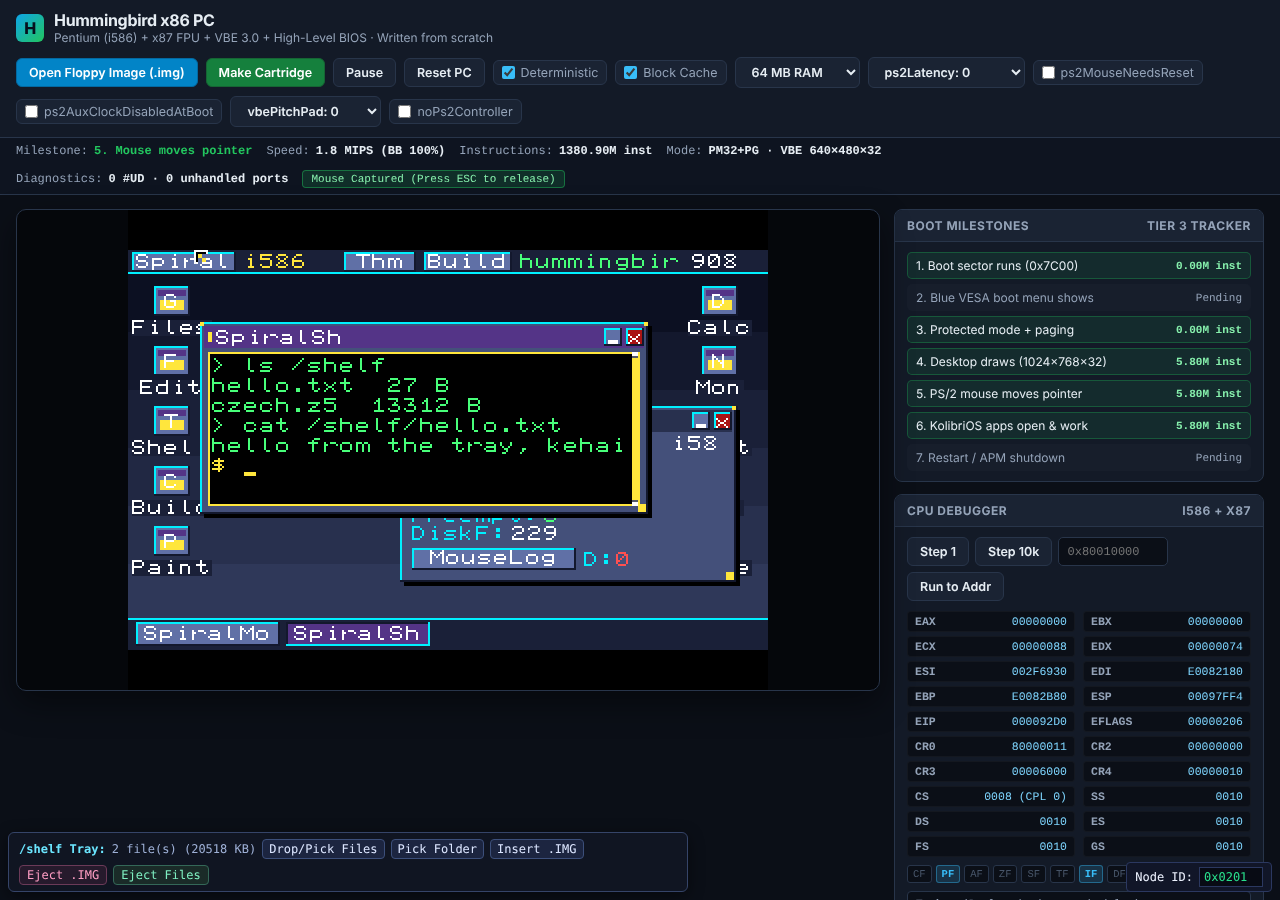 H
Hummingbird x86 PC
Pentium (i586) + x87 FPU + VBE 3.0 + High-Level BIOS · Written from scratch
Open Floppy Image (.img) Make Cartridge Pause Reset PC Deterministic Block Cache 64 MB RAM ps2Latency: 0 ps2MouseNeedsReset
ps2AuxClockDisabledAtBoot vbePitchPad: 0 noPs2Controller
Milestone: 5. Mouse moves pointer Speed: 1.8 MIPS (BB 100%) Instructions: 1380.90M inst Mode: PM32+PG · VBE 640×480×32
Diagnostics: 0 #UD · 0 unhandled ports Mouse Captured (Press ESC to release)
Spiral i586 Thm Build hummingbir 908
G
Files
F
Edit
T
Shel
C
Buil
P
Paint
D
Calc
N
Mon
SpiralSh
> ls /shelf
hello.txt 27 B
czech.z5 13312 B
> cat /shelf/hello.txt
hello from the tray, kehai
$ _
i58
DiskF: 229
MouseLog D:0
SpiralMo SpiralSh
BOOT MILESTONES TIER 3 TRACKER
1. Boot sector runs (0x7C00) 0.00M inst
2. Blue VESA boot menu shows Pending
3. Protected mode + paging 0.00M inst
4. Desktop draws (1024×768×32) 5.80M inst
5. PS/2 mouse moves pointer 5.80M inst
6. KolibriOS apps open & work 5.80M inst
7. Restart / APM shutdown Pending
CPU DEBUGGER I586 + X87
Step 1 Step 10k 0x80010000
Run to Addr
EAX 00000000 EBX 00000000
ECX 00000088 EDX 00000074
ESI 002F6930 EDI E0082180
EBP E0082B80 ESP 00097FF4
EIP 000092D0 EFLAGS 00000206
CR0 80000011 CR2 00000000
CR3 00006000 CR4 00000010
CS 0008 (CPL 0) SS 0010
DS 0010 ES 0010
FS 0010 GS 0010
CF PF AF ZF SF TF IF DF
/shelf Tray: 2 file(s) (20518 KB) Drop/Pick Files Pick Folder Insert .IMG
Eject .IMG Eject Files
Node ID: 0x0201